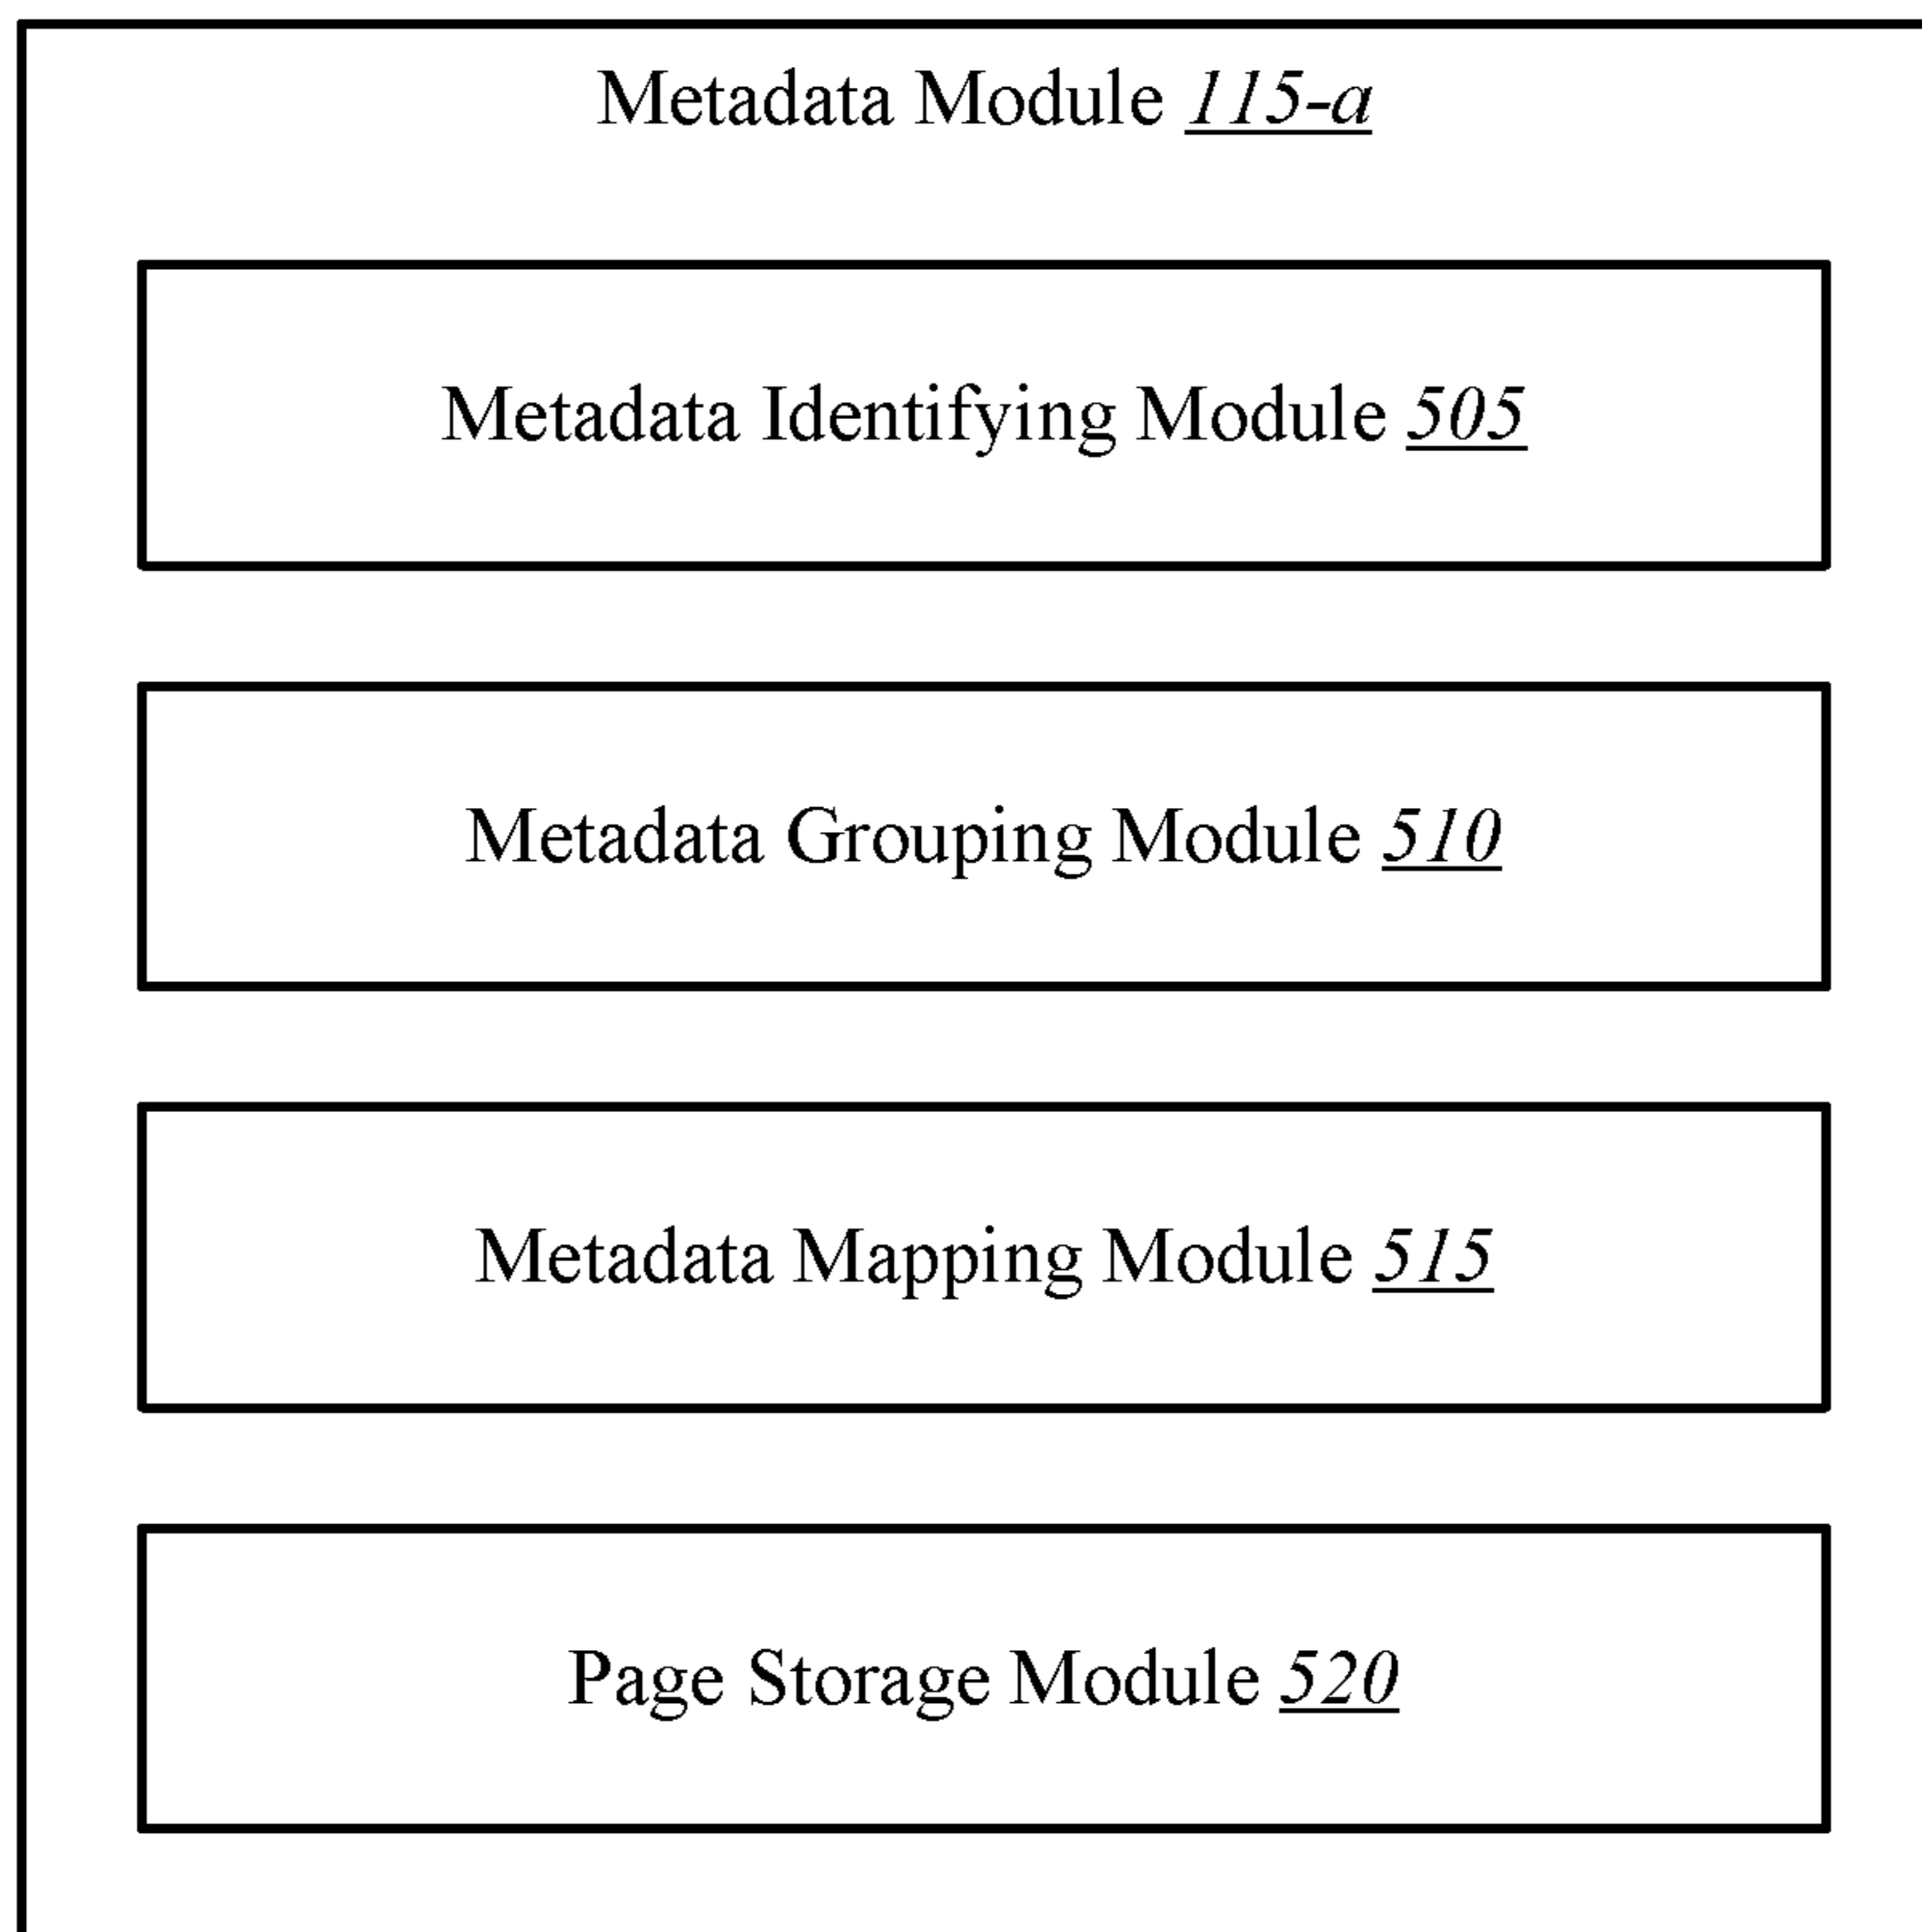 Metadata Module 115-a
Metadata Identifying Module 505
Metadata Grouping Module 510
Metadata Mapping Module 515
Page Storage Module 520